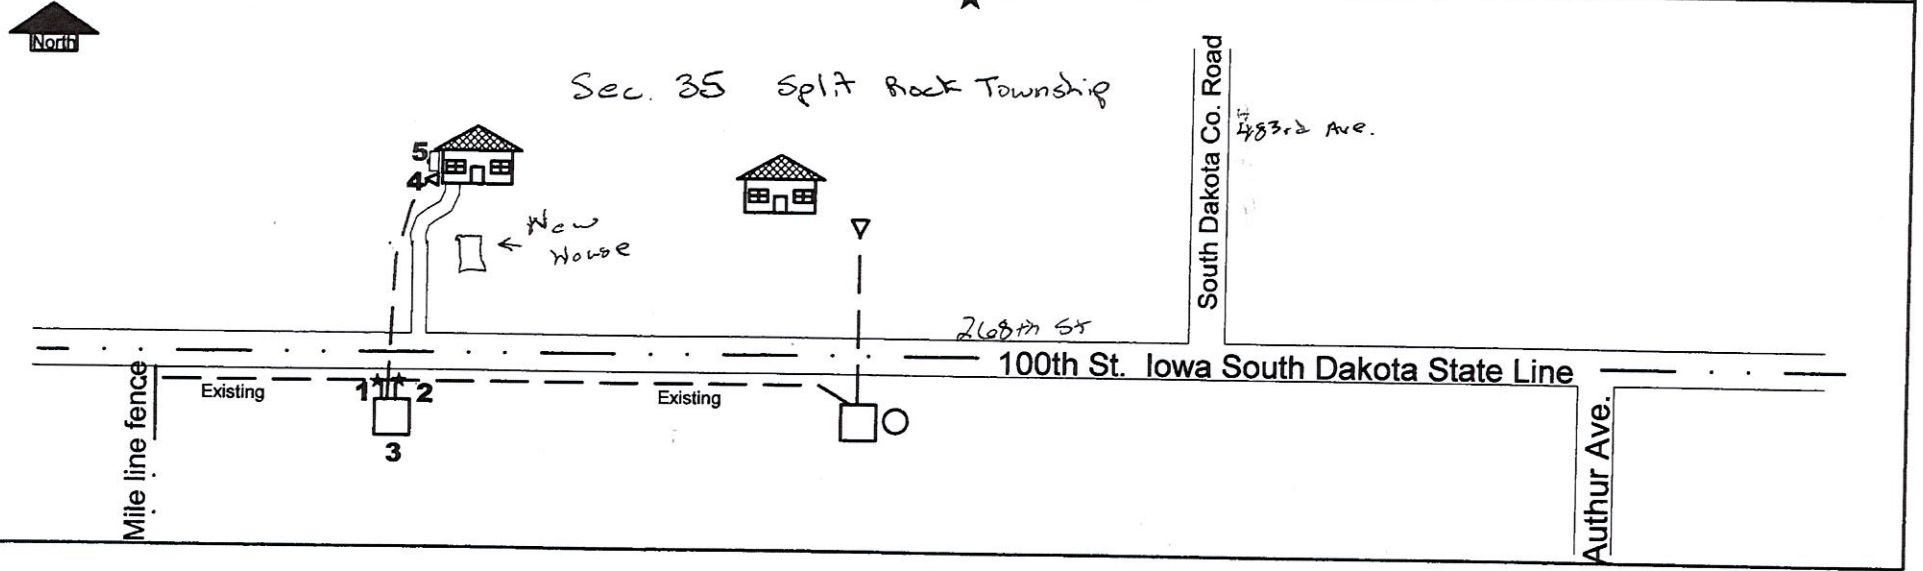 North
Sec. 35 Split Rock Township
South Dakota Co. Road
483rd Ave.
5
4
New
House
268th St
100th St. Iowa South Dakota State Line
Existing
1
2
Existing
3
Mile line fence
Authur Ave.